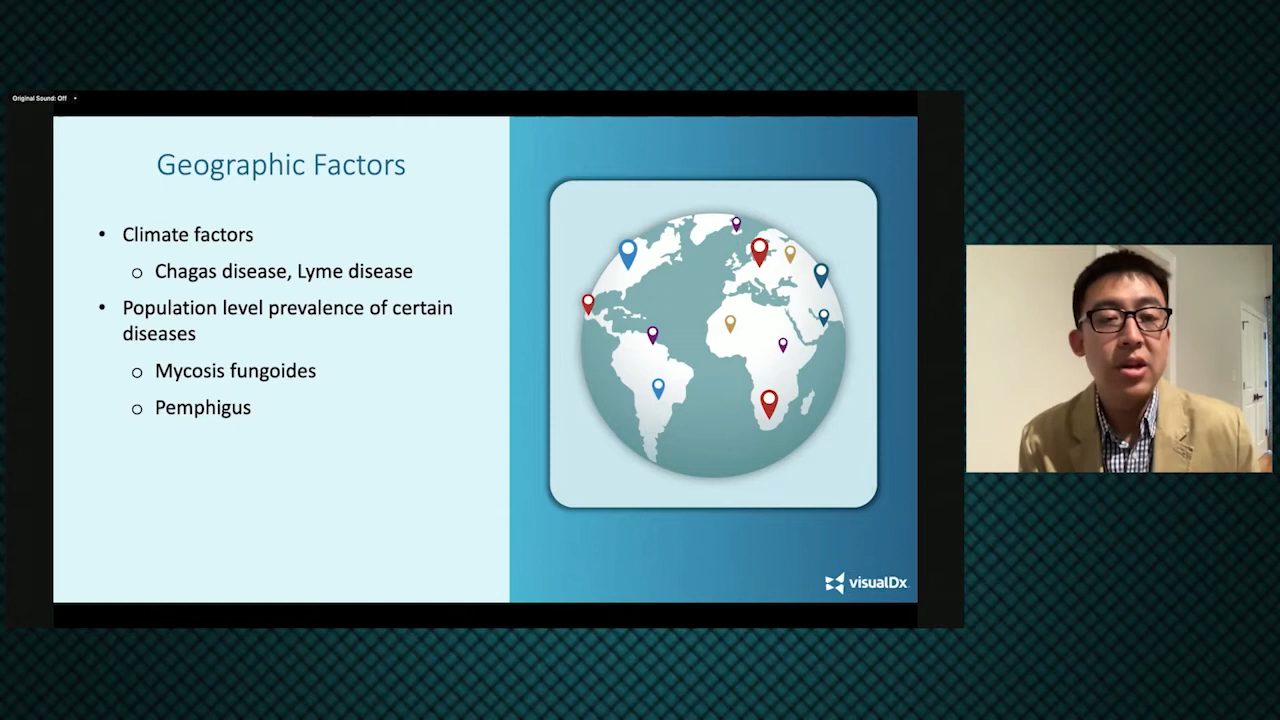 Original Sound: Off
Geographic Factors
• Climate factors
o Chagas disease, Lyme disease
• Population level prevalence of certain
diseases
o Mycosis fungoides
o Pemphigus
visualDx